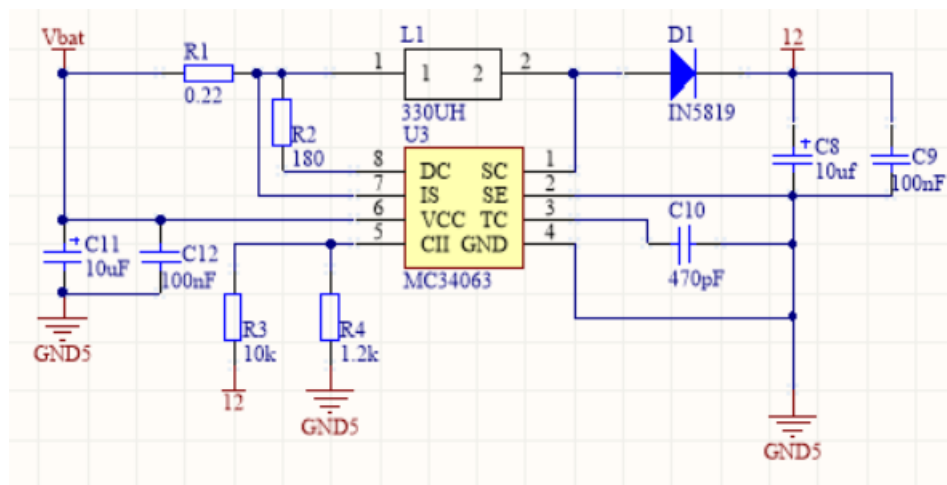 Vbat
R1
0.22
L1
1
1
2
2
330UH
D1
IN5819
12
R2
180
U3
8
DC
SC
1
7
IS
SE
2
6
VCC
TC
3
5
CII
GND
4
MC34063
C8
10uf
C9
100nF
C10
470pF
C11
10uF
C12
100nF
GND5
R3
10k
12
R4
1.2k
GND5
GND5